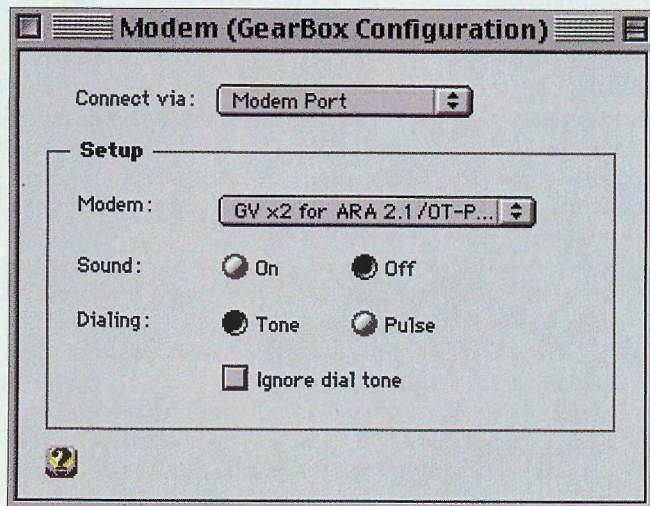 Modem (GearBox Configuration)
Connect via: Modem Port
Setup
Modem: GV x2 for ARA 2.1/OT-P...
Sound: On Off
Dialing: Tone Pulse
Ignore dial tone
?